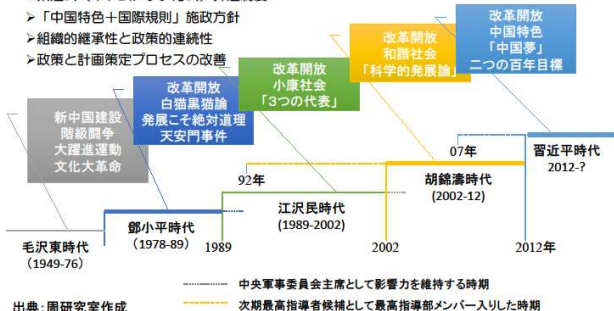 ➢「中国特色＋国際規則」施政方針
➢組織的継承性と政策的連続性
➢政策と計画策定プロセスの改善
新中国建設
階級闘争
大躍進運動
文化大革命
改革開放
白猫黒猫論
発展こそ絶対道理
天安門事件
改革開放
小康社会
「3つの代表」
改革開放
和諧社会
「科学的発展論」
改革開放
中国特色
「中国夢」
二つの百年目標
92年
07年
毛沢東時代
(1949-76)
鄧小平時代
(1978-89)
1989
江沢民時代
(1989-2002)
2002
胡錦濤時代
(2002-12)
2012年
習近平時代
2012-?
中央軍事委員会主席として影響力を維持する時期
次期最高指導者候補として最高指導部メンバー入りした時期
出典：周研究室作成